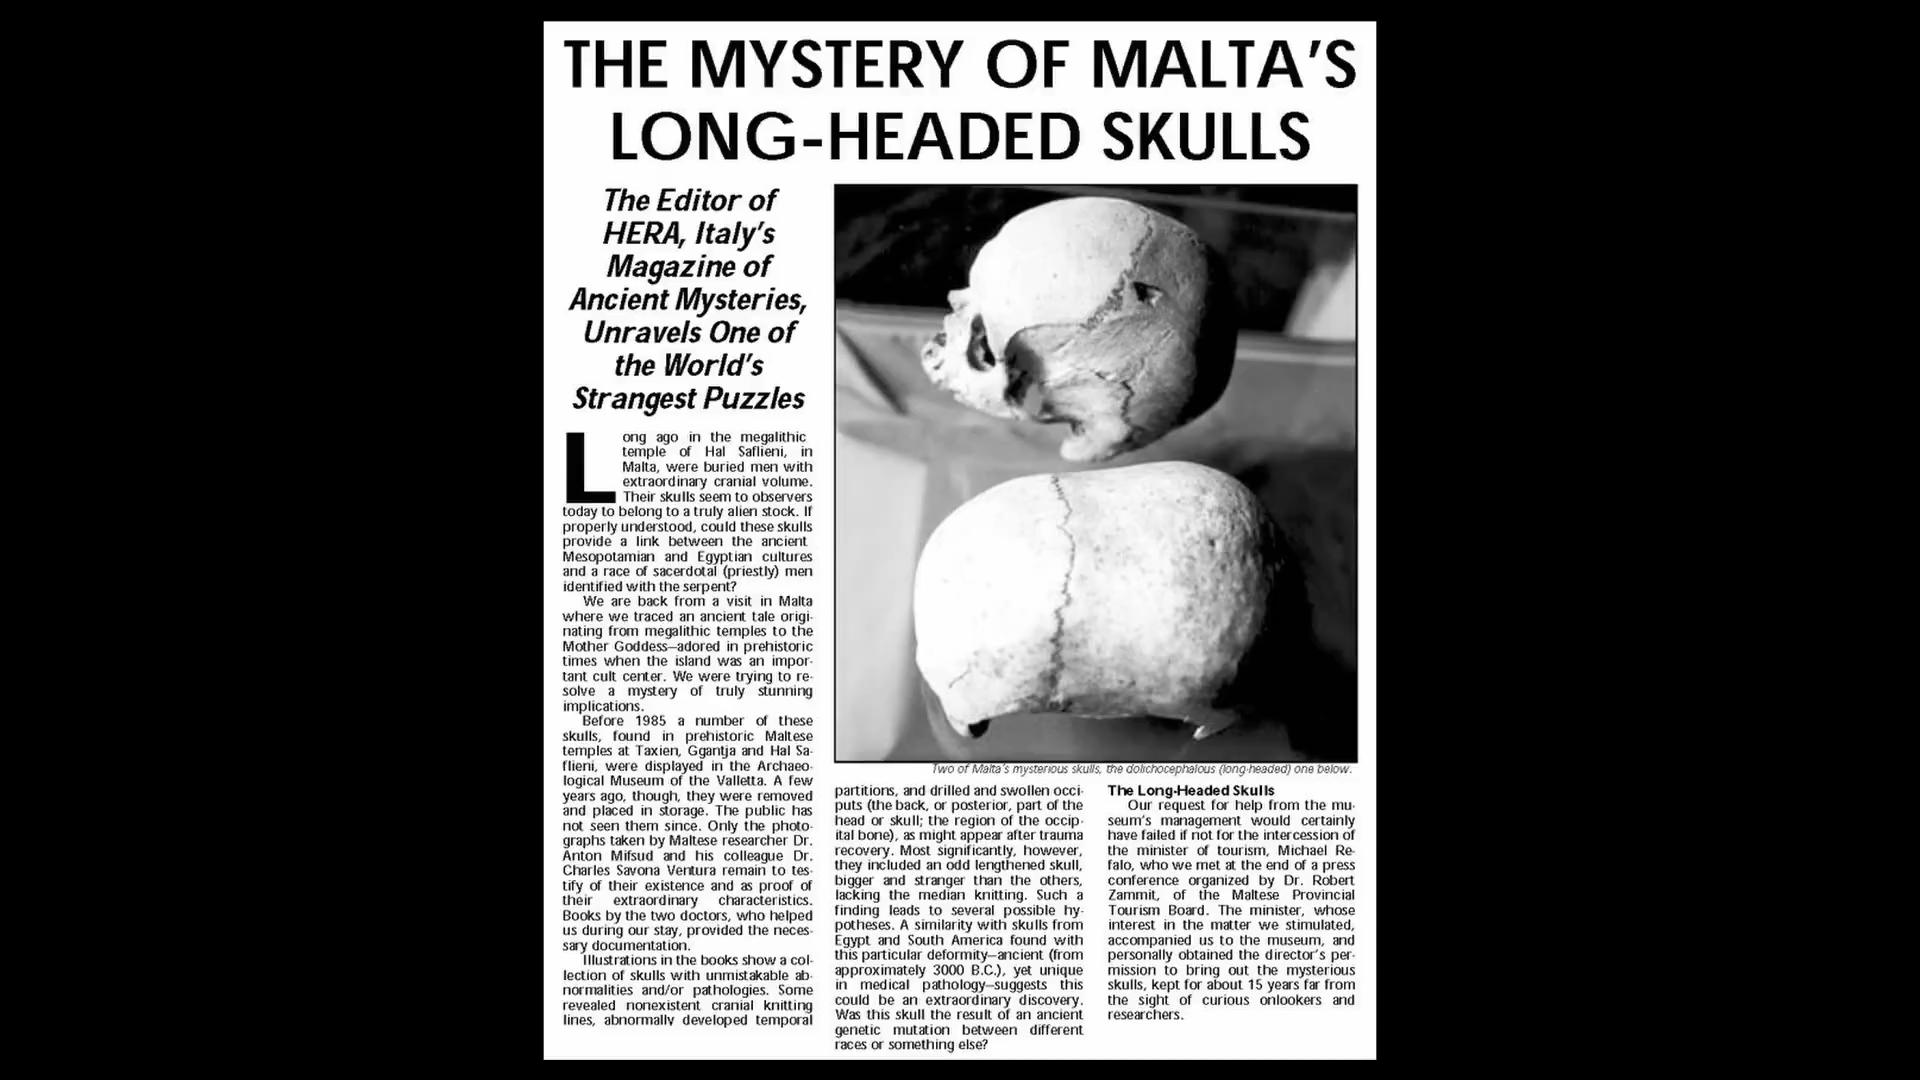 THE MYSTERY OF MALTA'S
LONG-HEADED SKULLS
The Editor of
HERA, Italy's
Magazine of
Ancient Mysteries,
Unravels One of
the World's
Strangest Puzzles
Long ago in the megalithic
temple of Hal Saflieni, in
Malta, were buried men with
extraordinary cranial volume.
Their skulls seem to observers
today to belong to a truly alien stock. If
properly understood, could these skulls
provide a link between the ancient
Mesopotamian and Egyptian cultures
and a race of sacerdotal (priestly) men
identified with the serpent?
We are back from a visit in Malta
where we traced an ancient tale origi-
nating from megalithic temples to the
Mother Goddess—adored in prehistoric
times when the island was an impor-
tant cult center. We were trying to re-
solve a mystery of truly stunning
implications.
Before 1985 a number of these
skulls, found in prehistoric Maltese
temples at Taxien, Ggantja and Hal Sa-
flieni, were displayed in the Archaeo-
logical Museum of the Valletta. A few
years ago, though, they were removed
and placed in storage. The public has
not seen them since. Only the photo-
graphs taken by Maltese researcher Dr.
Anton Mifsud and his colleague Dr.
Charles Savona Ventura remain to tes-
tify of their existence and as proof of
their extraordinary characteristics.
Books by the two doctors, who helped
us during our stay, provided the neces-
sary documentation.
Illustrations in the books show a col-
lection of skulls with unmistakable ab-
normalities and/or pathologies. Some
revealed nonexistent cranial knitting
lines, abnormally developed temporal
Two of Malta's mysterious skulls, the dolichocephalous (long-headed) one below.
partitions, and drilled and swollen occi-
puts (the back, or posterior, part of the
head or skull; the region of the occip-
ital bone), as might appear after trauma
recovery. Most significantly, however,
they included an odd lengthened skull,
bigger and stranger than the others,
lacking the median knitting. Such a
finding leads to several possible hy-
potheses. A similarity with skulls from
Egypt and South America found with
this particular deformity—ancient (from
approximately 3000 B.C.), yet unique
in medical pathology—suggests this
could be an extraordinary discovery.
Was this skull the result of an ancient
genetic mutation between different
races or something else?
The Long-Headed Skulls
Our request for help from the mu-
seum's management would certainly
have failed if not for the intercession of
the minister of tourism, Michael Re-
falo, who we met at the end of a press
conference organized by Dr. Robert
Zammit, of the Maltese Provincial
Tourism Board. The minister, whose
interest in the matter we stimulated,
accompanied us to the museum, and
personally obtained the director's per-
mission to bring out the mysterious
skulls, kept for about 15 years far from
the sight of curious onlookers and
researchers.